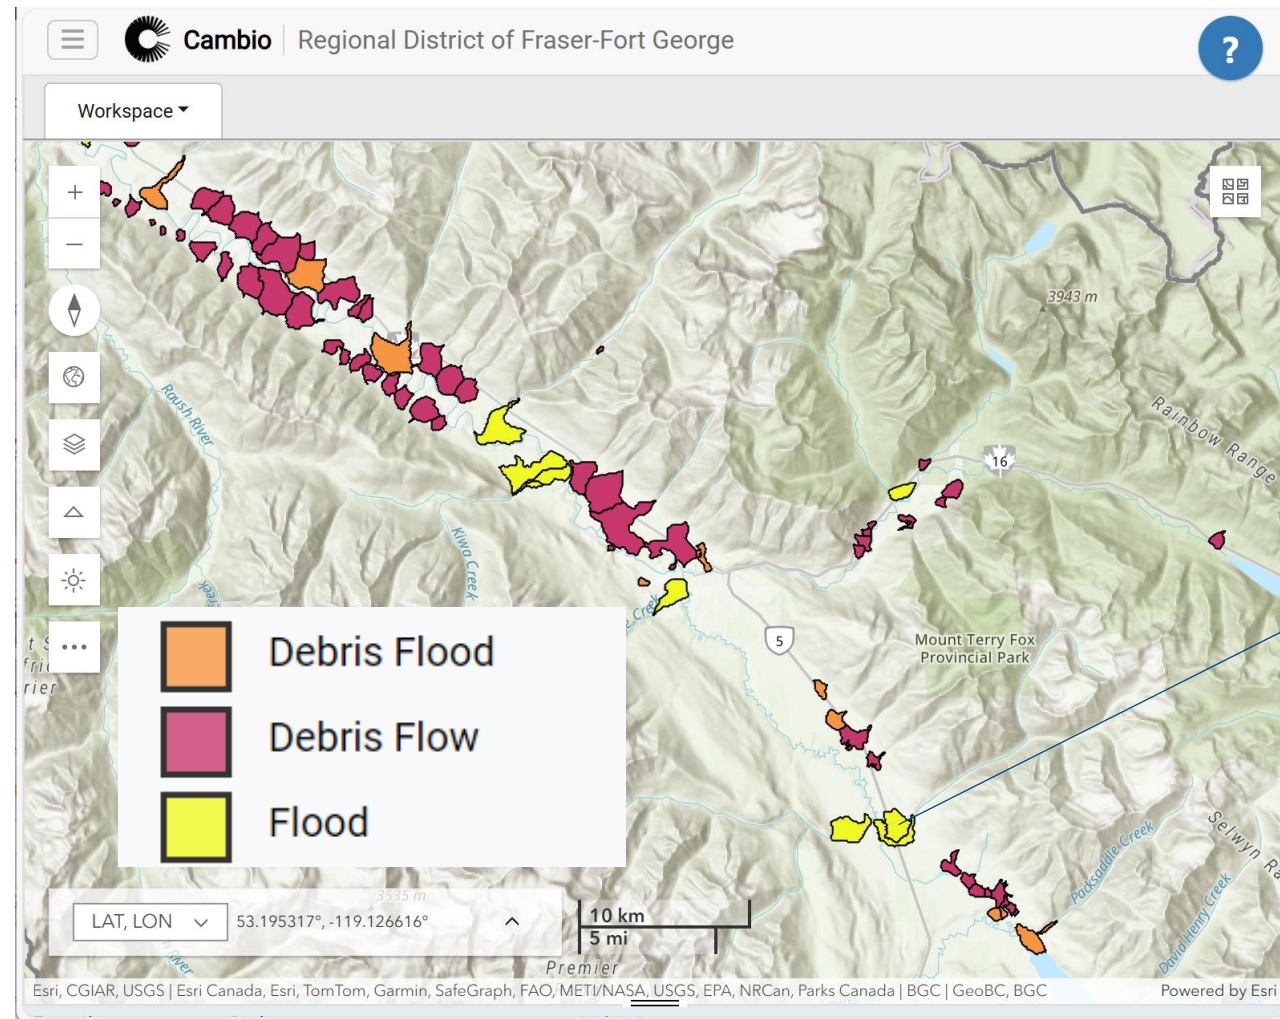 Cambio
Regional District of Fraser-Fort George
?
Workspace
3943 m
Rainbow Range
16
Raush River
Kiwa Creek
Creek
5
Mount Terry Fox
Provincial Park
Debris Flood
Debris Flow
Flood
Selwyn
Packsaddle Creek
David Henry Creek
3535 m
LAT, LON
53.195317°, -119.126616°
10 km
5 mi
Premier
Esri, CGIAR, USGS | Esri Canada, Esri, TomTom, Garmin, SafeGraph, FAO, METI/NASA, USGS, EPA, NRCan, Parks Canada | BGC | GeoBC, BGC
Powered by Esri